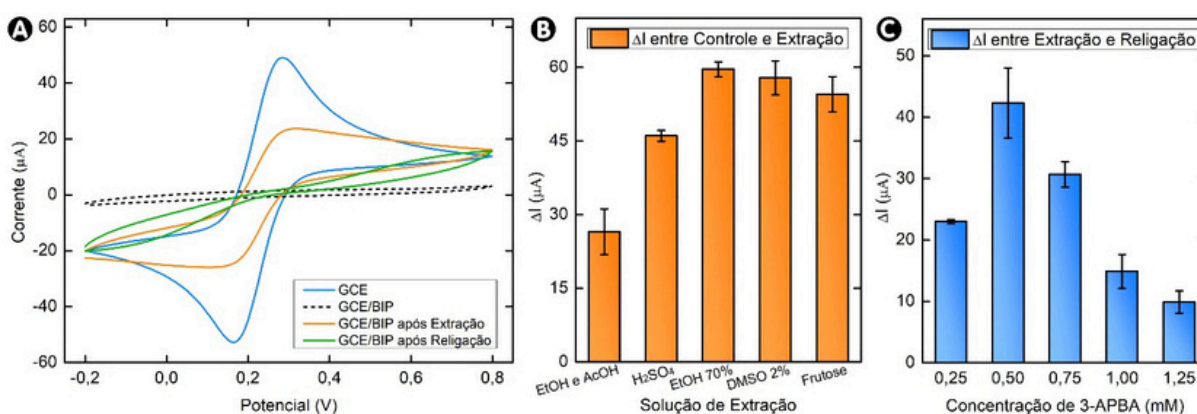 A
60
40
20
0
-20
-40
-60
Corrente (µA)
-0,2
0,0
0,2
0,4
0,6
0,8
Potencial (V)
GCE
GCE/BIP
GCE/BIP após Extração
GCE/BIP após Religação
B
ΔI entre Controle e Extração
60
45
30
15
0
ΔI (µA)
EtOH e AcOH
H₂SO₄
EtOH 70%
DMSO 2%
Frutose
Solução de Extração
C
ΔI entre Extração e Religação
50
40
30
20
10
0
ΔI (µA)
0,25
0,50
0,75
1,00
1,25
Concentração de 3-APBA (mM)